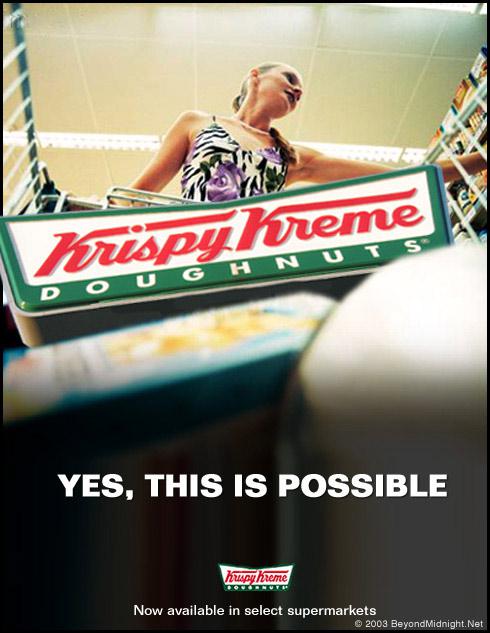 Krispy Kreme
DOUGHNUTS®
YES, THIS IS POSSIBLE
Krispy Kreme
DOUGHNUTS®
Now available in select supermarkets
© 2003 BeyondMidnight.Net